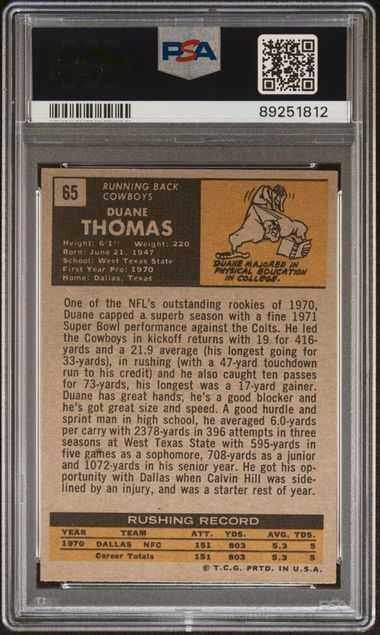 PSA
PSA
89251812
65
RUNNING BACK
COWBOYS
DUANE
THOMAS
Height: 6'1" Weight: 220
Born: June 21, 1947
School: West Texas State
First Year Pro: 1970
Home: Dallas, Texas
DUANE MAJORED IN
PHYSICAL EDUCATION
IN COLLEGE.
One of the NFL's outstanding rookies of 1970,
Duane capped a superb season with a fine 1971
Super Bowl performance against the Colts. He led
the Cowboys in kickoff returns with 19 for 416-
yards and a 21.9 average (his longest going for
33-yards), in rushing (with a 47-yard touchdown
run to his credit) and he also caught ten passes
for 73-yards, his longest was a 17-yard gainer.
Duane has great hands, he's a good blocker and
he's got great size and speed. A good hurdle and
sprint man in high school, he averaged 6.0-yards
per carry with 2378-yards in 396 attempts in three
seasons at West Texas State with 595-yards in
five games as a sophomore, 708-yards as a junior
and 1072-yards in his senior year. He got his op-
portunity with Dallas when Calvin Hill was side-
lined by an injury, and was a starter rest of year.
RUSHING RECORD
YEAR TEAM ATT. YDS. AVG. TDS.
1970 DALLAS NFC 151 803 5.3 5
Career Totals 151 803 5.3 5
© T.C.G. PRTD. IN U.S.A.